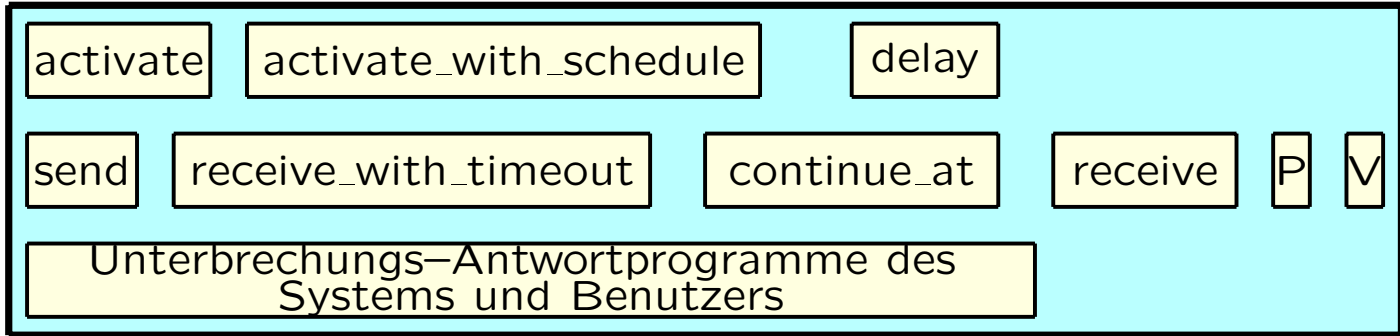 activate activate_with_schedule delay
send receive_with_timeout continue_at receive P V
Unterbrechungs–Antwortprogramme des
Systems und Benutzers